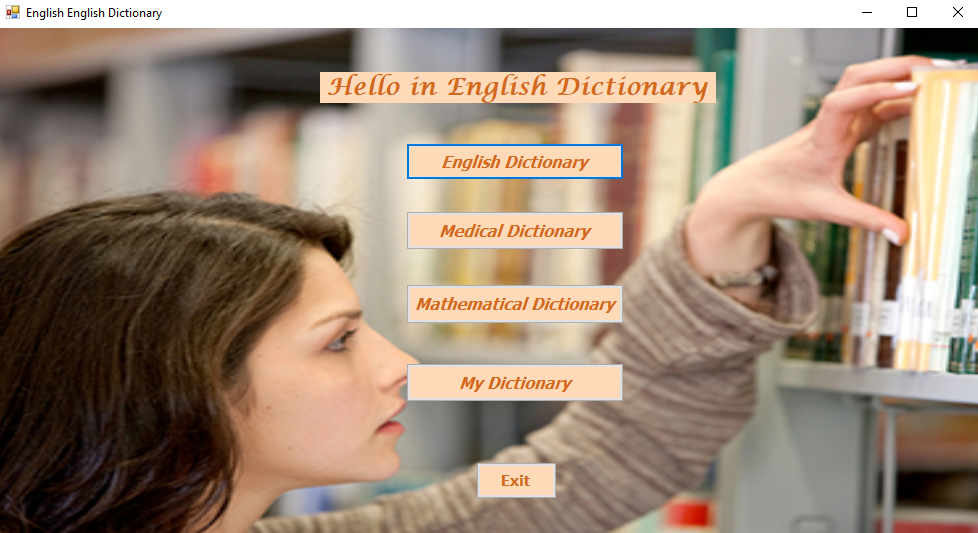 English English Dictionary
Hello in English Dictionary
English Dictionary
Medical Dictionary
Mathematical Dictionary
My Dictionary
Exit